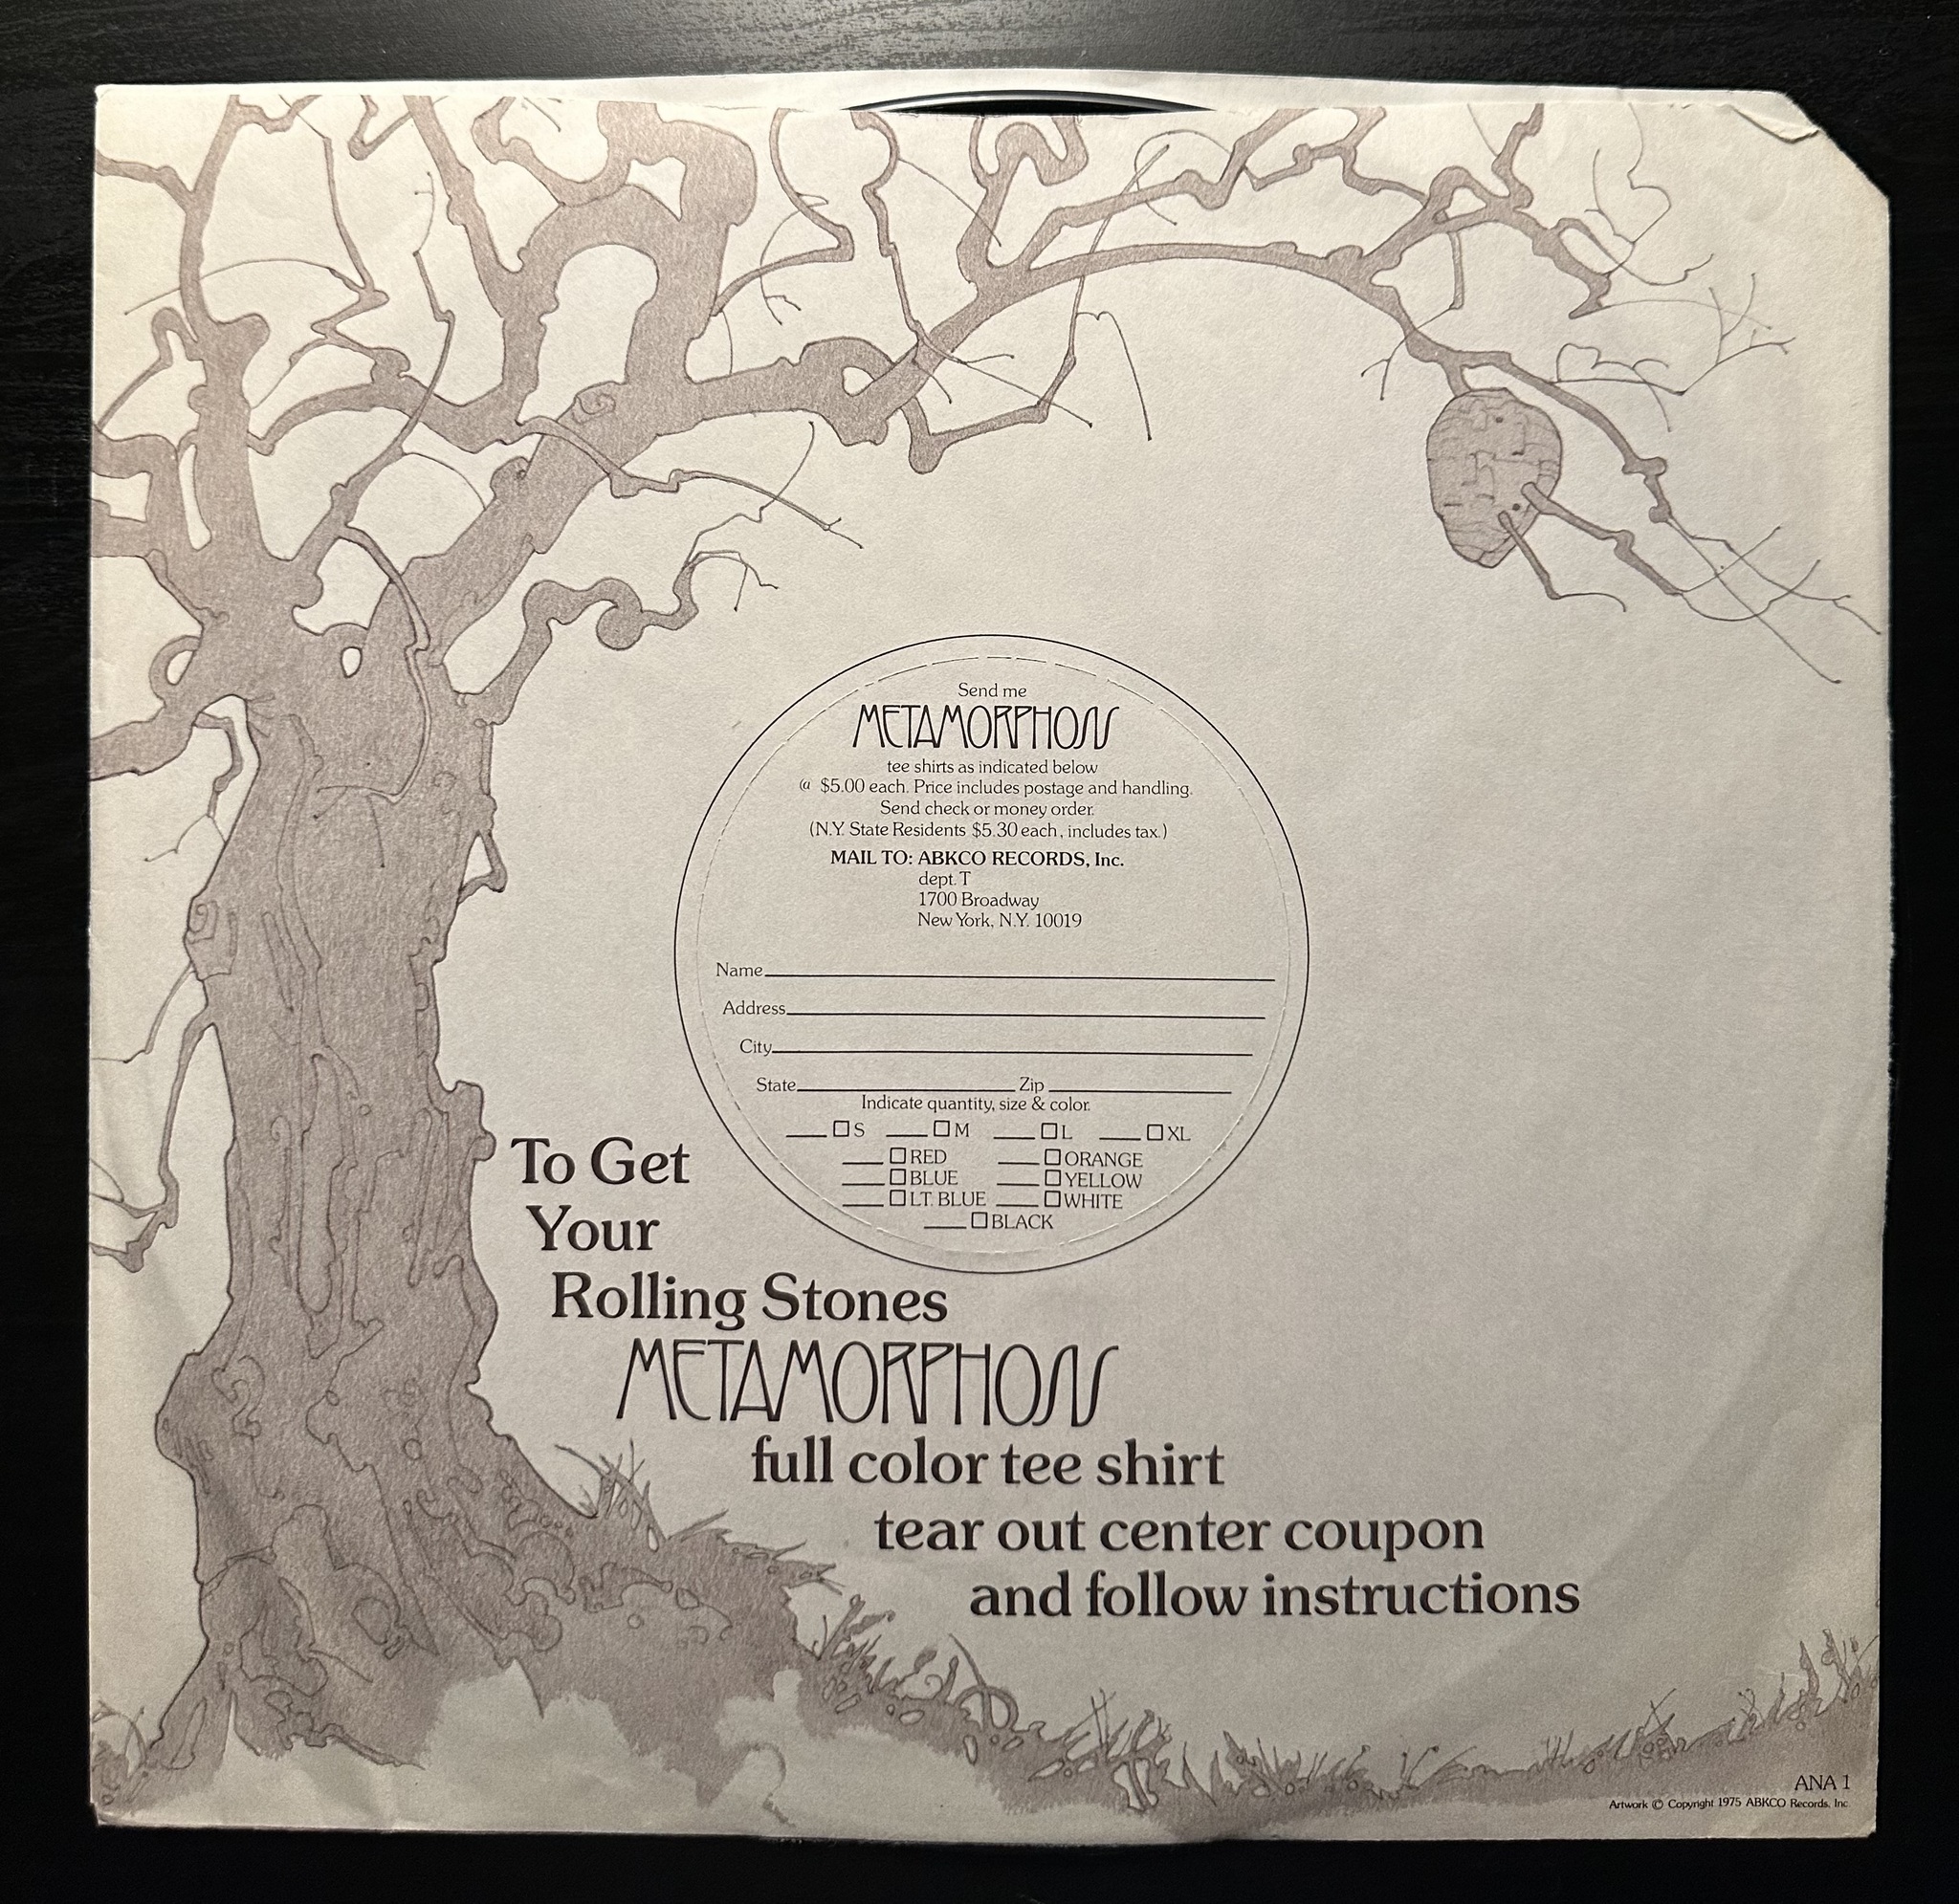 Send me
METAMORPHOSIS
tee shirts as indicated below
@ $5.00 each. Price includes postage and handling.
Send check or money order.
(N.Y. State Residents $5.30 each, includes tax.)
MAIL TO: ABKCO RECORDS, Inc.
dept. T
1700 Broadway
New York, N.Y. 10019
Name
Address
City
State Zip
Indicate quantity, size & color.
S M L XL
RED ORANGE
BLUE YELLOW
LT. BLUE WHITE
BLACK
To Get
Your
Rolling Stones
METAMORPHOSIS
full color tee shirt
tear out center coupon
and follow instructions
ANA 1
Artwork © Copyright 1975 ABKCO Records, Inc.